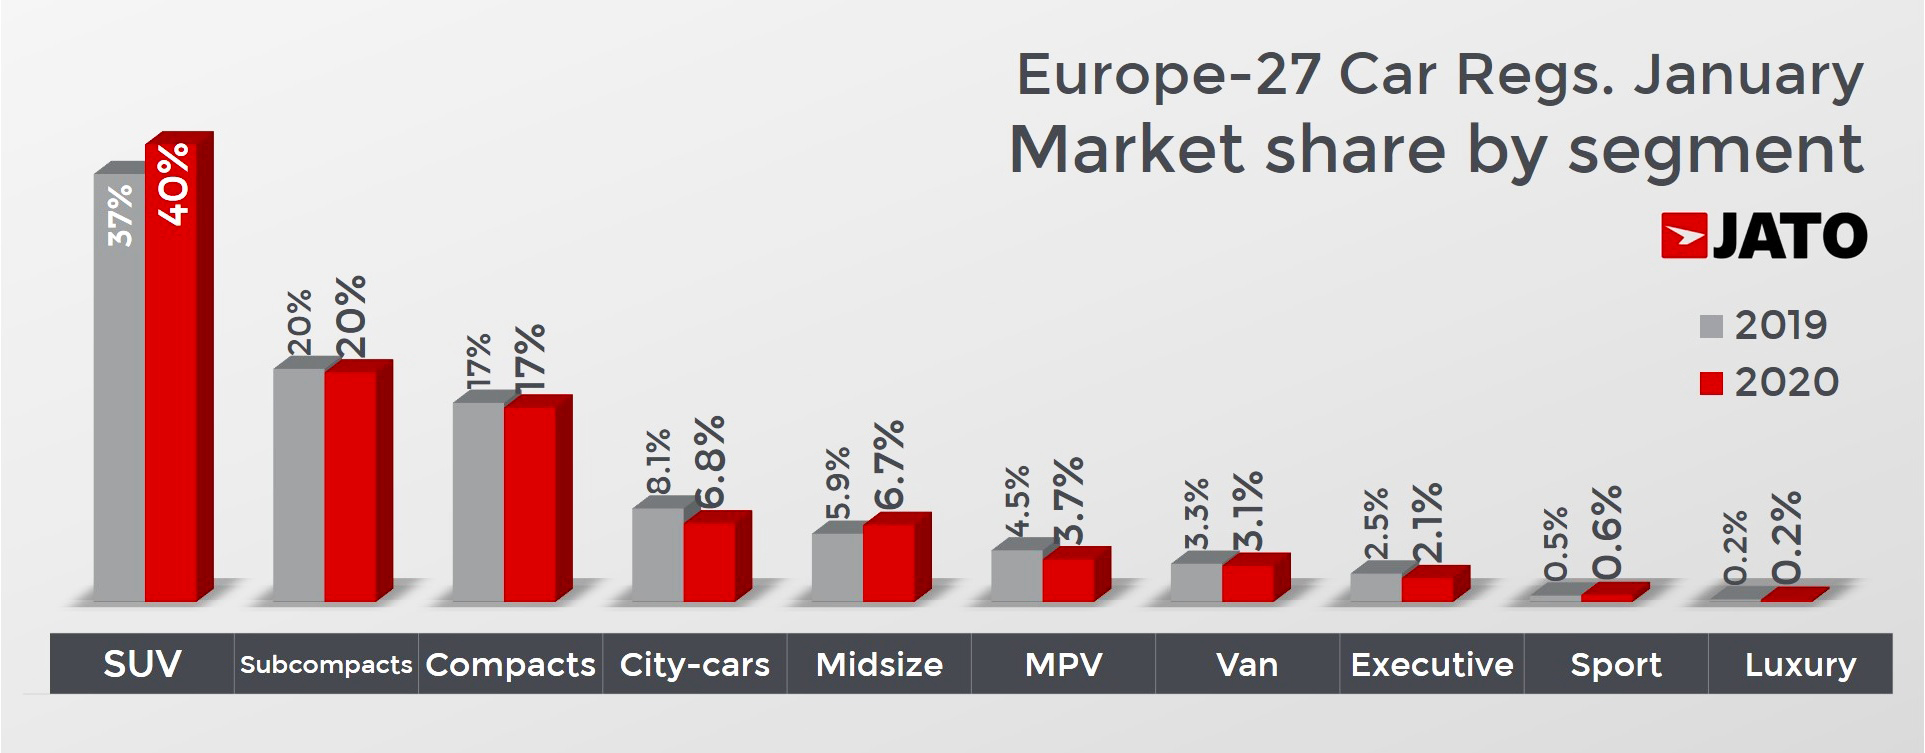 Europe-27 Car Regs. January
Market share by segment
JATO
2019
2020
37%
40%
20%
20%
17%
17%
8.1%
6.8%
5.9%
6.7%
4.5%
3.7%
3.3%
3.1%
2.5%
2.1%
0.5%
0.6%
0.2%
0.2%
SUV
Subcompacts
Compacts
City-cars
Midsize
MPV
Van
Executive
Sport
Luxury